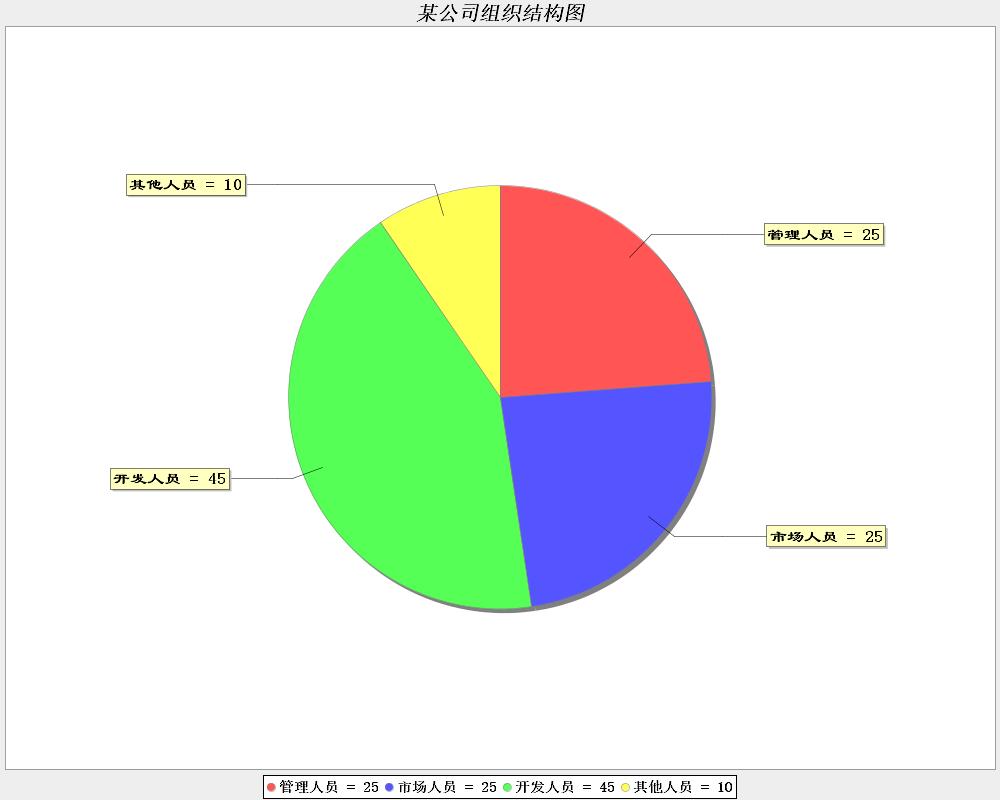 某公司组织结构图
其他人员 = 10
管理人员 = 25
开发人员 = 45
市场人员 = 25
管理人员 = 25 市场人员 = 25 开发人员 = 45 其他人员 = 10